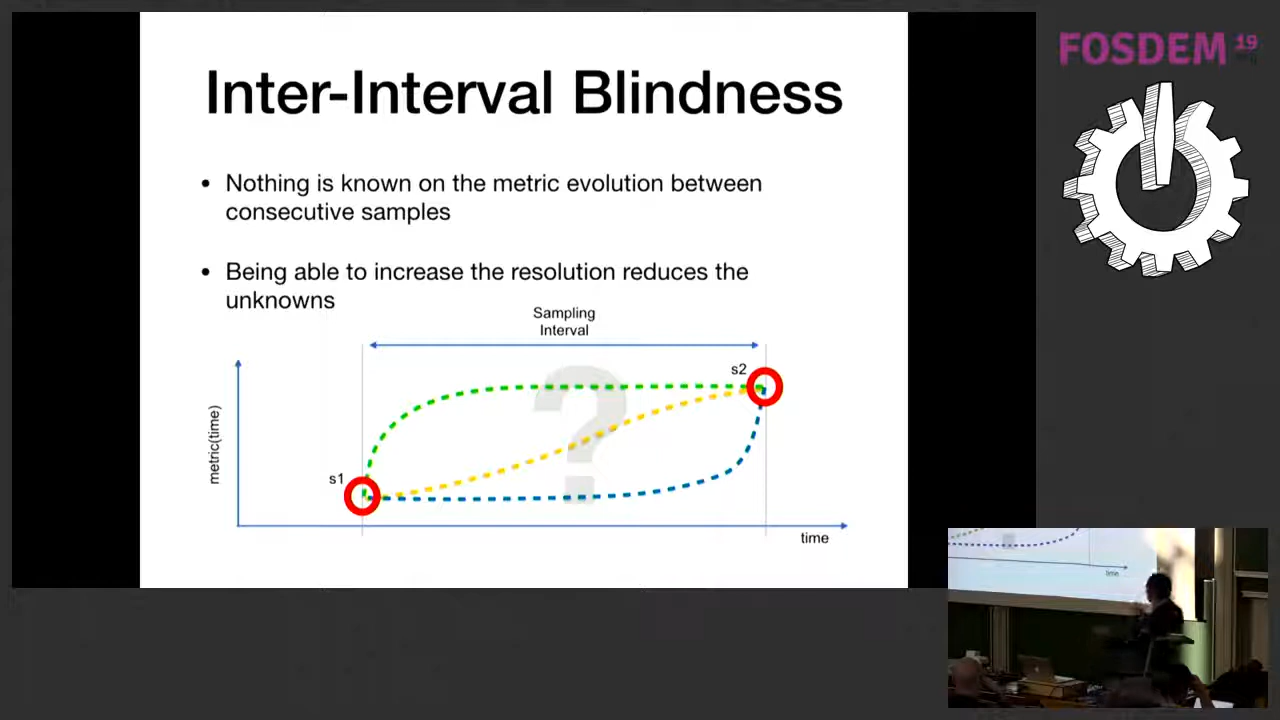 FOSDEM 19
Inter-Interval Blindness
• Nothing is known on the metric evolution between
consecutive samples
• Being able to increase the resolution reduces the
unknowns
Sampling
Interval
s2
?
s1
metric(time)
time
time